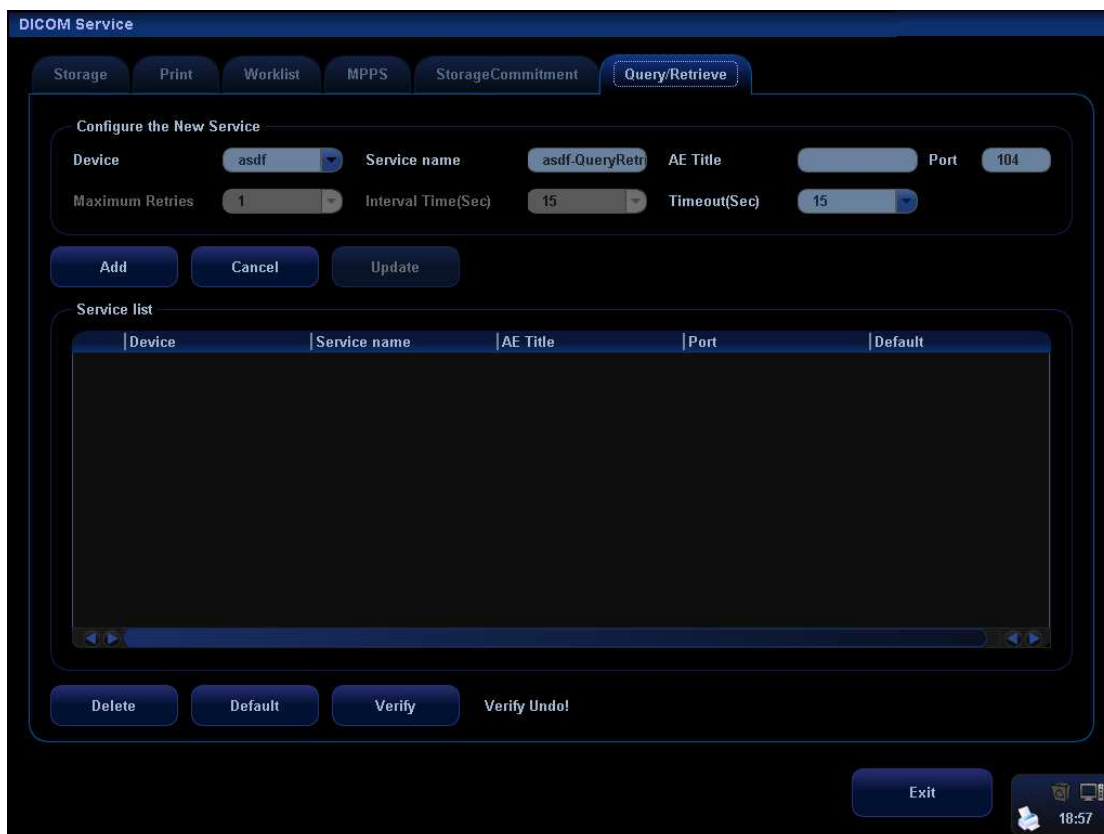 DICOM Service
Storage Print Worklist MPPS StorageCommitment Query/Retrieve
Configure the New Service
Device asdf Service name asdf-QueryRetri AE Title Port 104
Maximum Retries 1 Interval Time(Sec) 15 Timeout(Sec) 15
Add Cancel Update
Service list
Device Service name AE Title Port Default
Delete Default Verify Verify Undo!
Exit
18:57